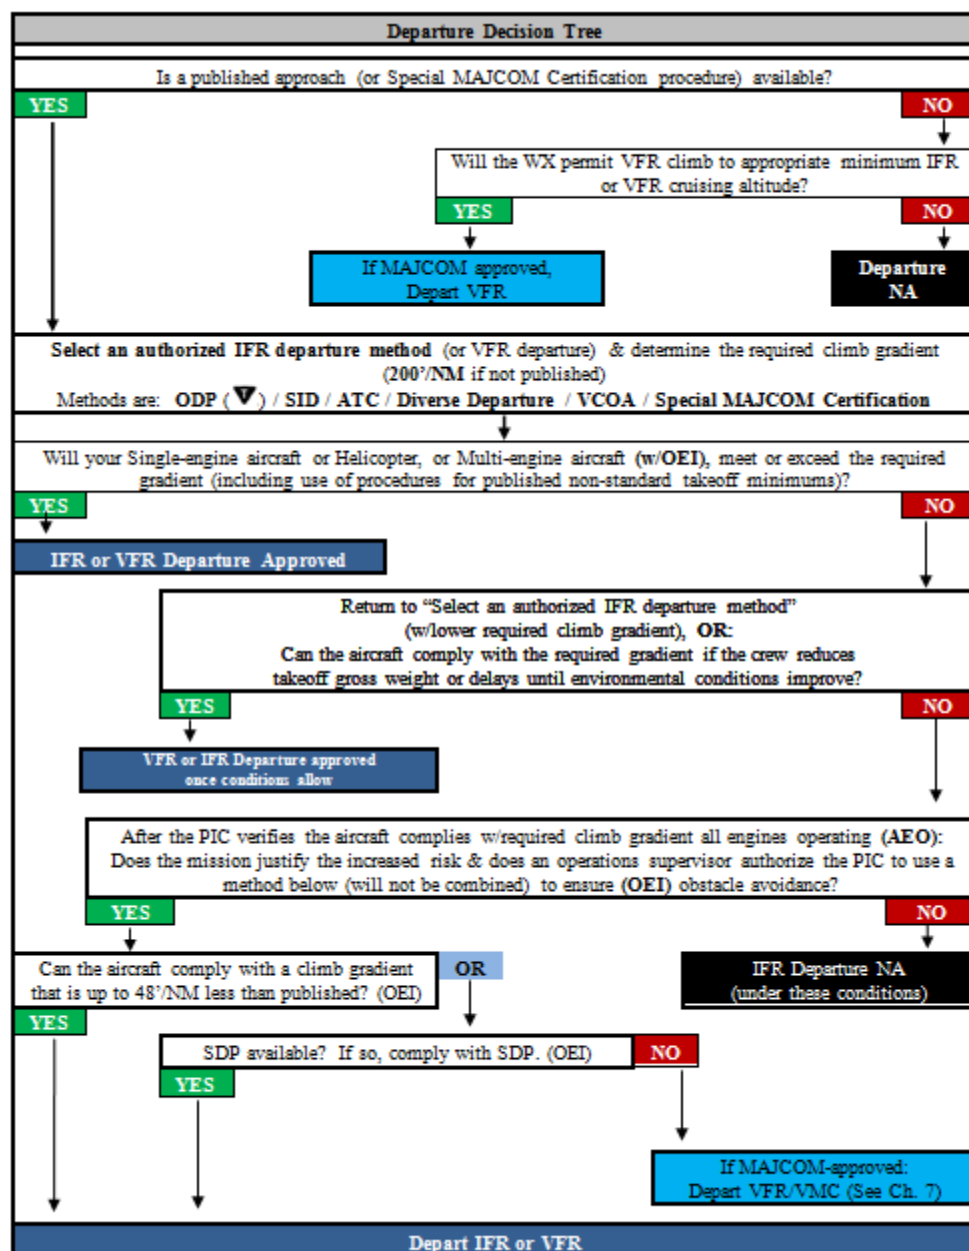 Departure Decision Tree
Is a published approach (or Special MAJCOM Certification procedure) available?
YES
NO
Will the WX permit VFR climb to appropriate minimum IFR
or VFR cruising altitude?
YES
NO
If MAJCOM approved,
Depart VFR
Departure
NA
Select an authorized IFR departure method (or VFR departure) & determine the required climb gradient
(200'/NM if not published)
Methods are: ODP (▼) / SID / ATC / Diverse Departure / VCOA / Special MAJCOM Certification
Will your Single-engine aircraft or Helicopter, or Multi-engine aircraft (w/OEI), meet or exceed the required
gradient (including use of procedures for published non-standard takeoff minimums)?
YES
NO
IFR or VFR Departure Approved
Return to “Select an authorized IFR departure method”
(w/lower required climb gradient), OR:
Can the aircraft comply with the required gradient if the crew reduces
takeoff gross weight or delays until environmental conditions improve?
YES
NO
VFR or IFR Departure approved
once conditions allow
After the PIC verifies the aircraft complies w/required climb gradient all engines operating (AEO):
Does the mission justify the increased risk & does an operations supervisor authorize the PIC to use a
method below (will not be combined) to ensure (OEI) obstacle avoidance?
YES
NO
Can the aircraft comply with a climb gradient
that is up to 48'/NM less than published? (OEI)
OR
IFR Departure NA
(under these conditions)
YES
SDP available? If so, comply with SDP. (OEI)
NO
YES
If MAJCOM-approved:
Depart VFR/VMC (See Ch. 7)
Depart IFR or VFR